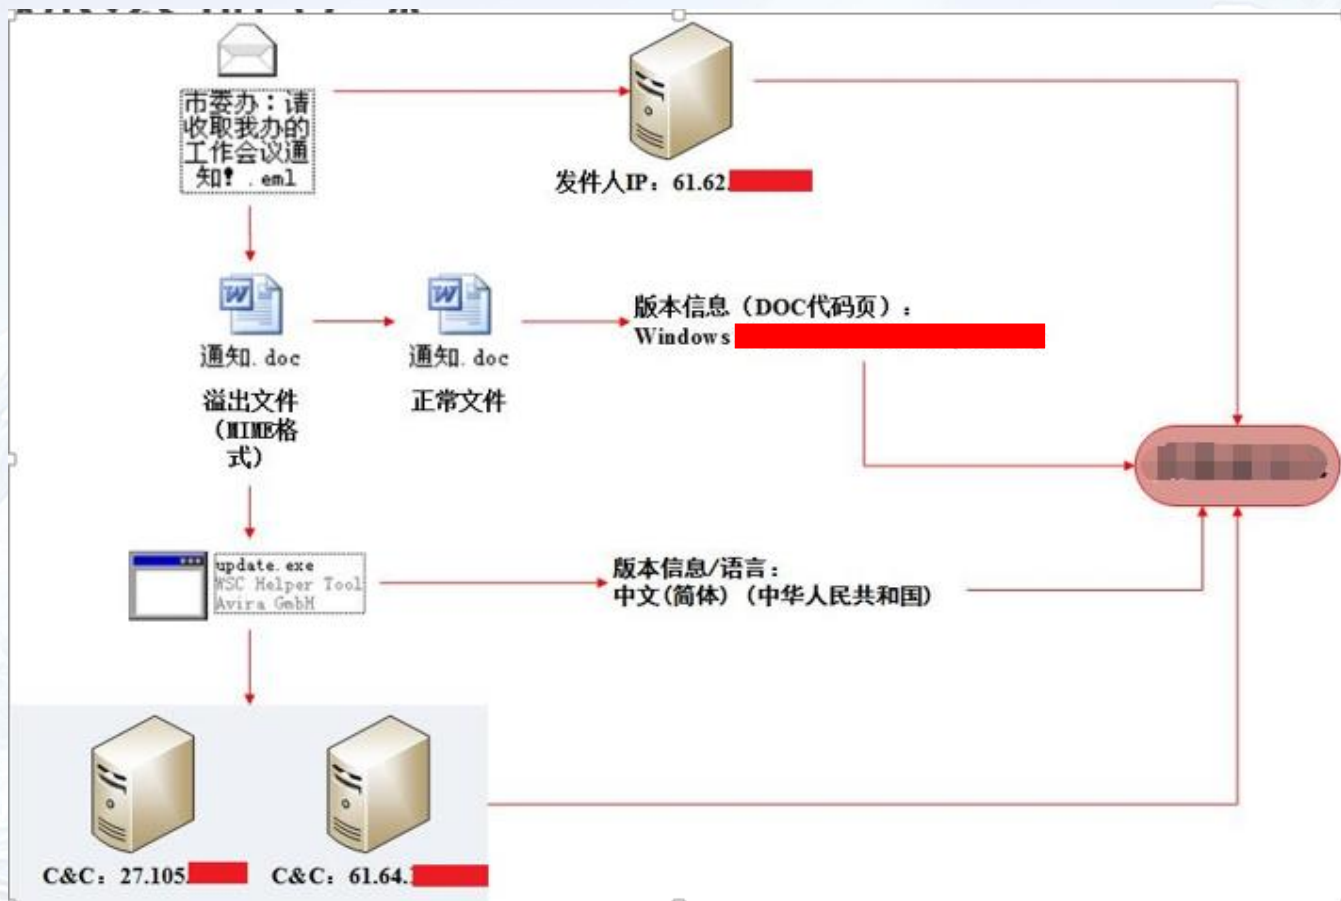 市委办：请
收取我办的
工作会议通
知！.eml
发件人IP：61.62.
通知.doc
溢出文件
（MIME格
式）
通知.doc
正常文件
版本信息（DOC代码页）：
Windows
update.exe
WSC Helper Tool
Avira GmbH
版本信息/语言：
中文(简体) (中华人民共和国)
C&C：27.105.
C&C：61.64.